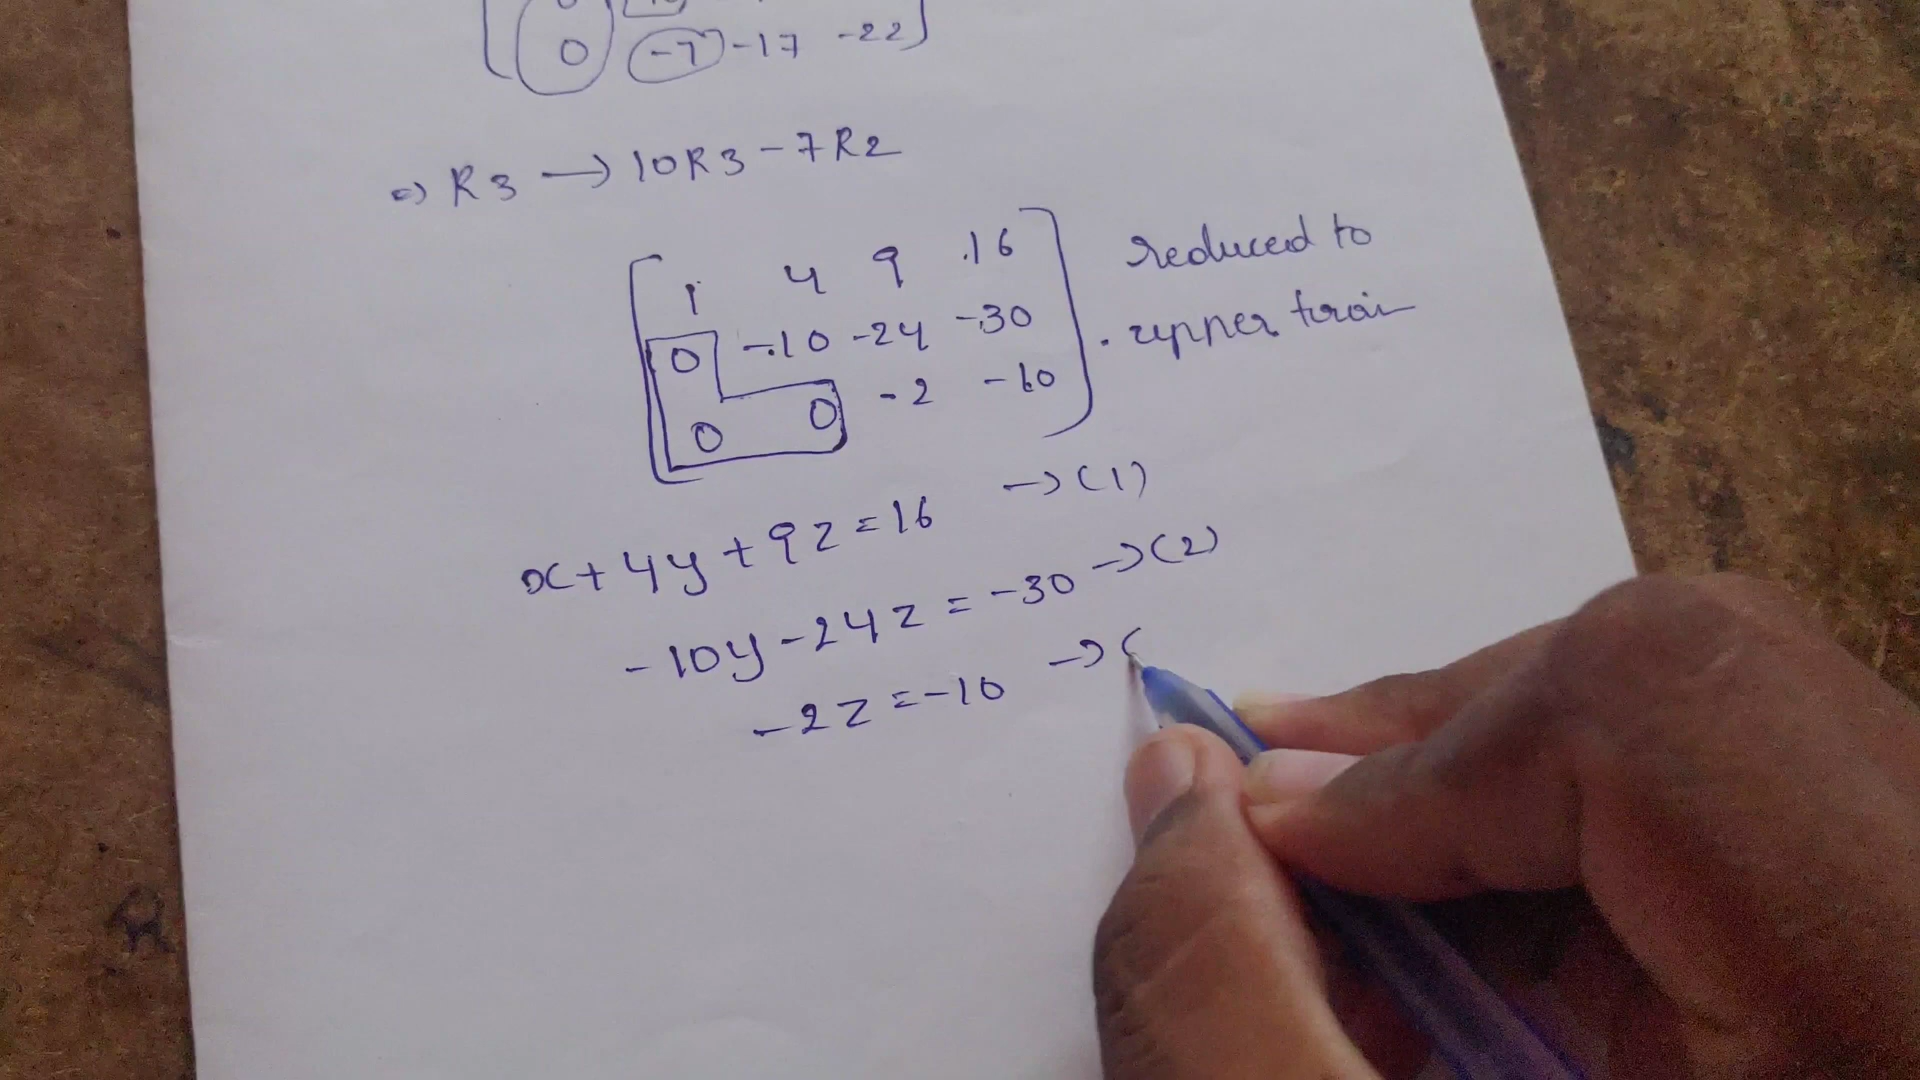 0 -7 -17 -22
=> R3 → 10R3 - 7R2
1 4 9 16
0 -10 -24 -30
0 0 -2 -10
reduced to
upper
x + 4y + 9z = 16 → (1)
-10y - 24z = -30 → (2)
-2z = -10 → (